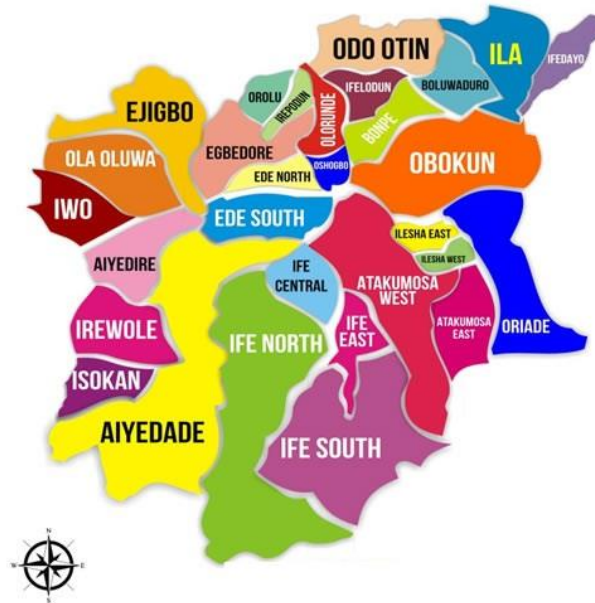 ODO OTIN
ILA
IFEDAYO
BOLUWADURO
IFELODUN
OROLU
IREPODUN
OLORUNDE
BONPE
EJIGBO
OLA OLUWA
EGBEDORE
OSHOGBO
EDE NORTH
OBOKUN
IWO
EDE SOUTH
ILESHA EAST
ILESHA WEST
AIYEDIRE
IFE
CENTRAL
ATAKUMOSA
WEST
ORIADE
ATAKUMOSA
EAST
IREWOLE
IFE NORTH
IFE
EAST
ISOKAN
AIYEDADE
IFE SOUTH
N
W
E
S